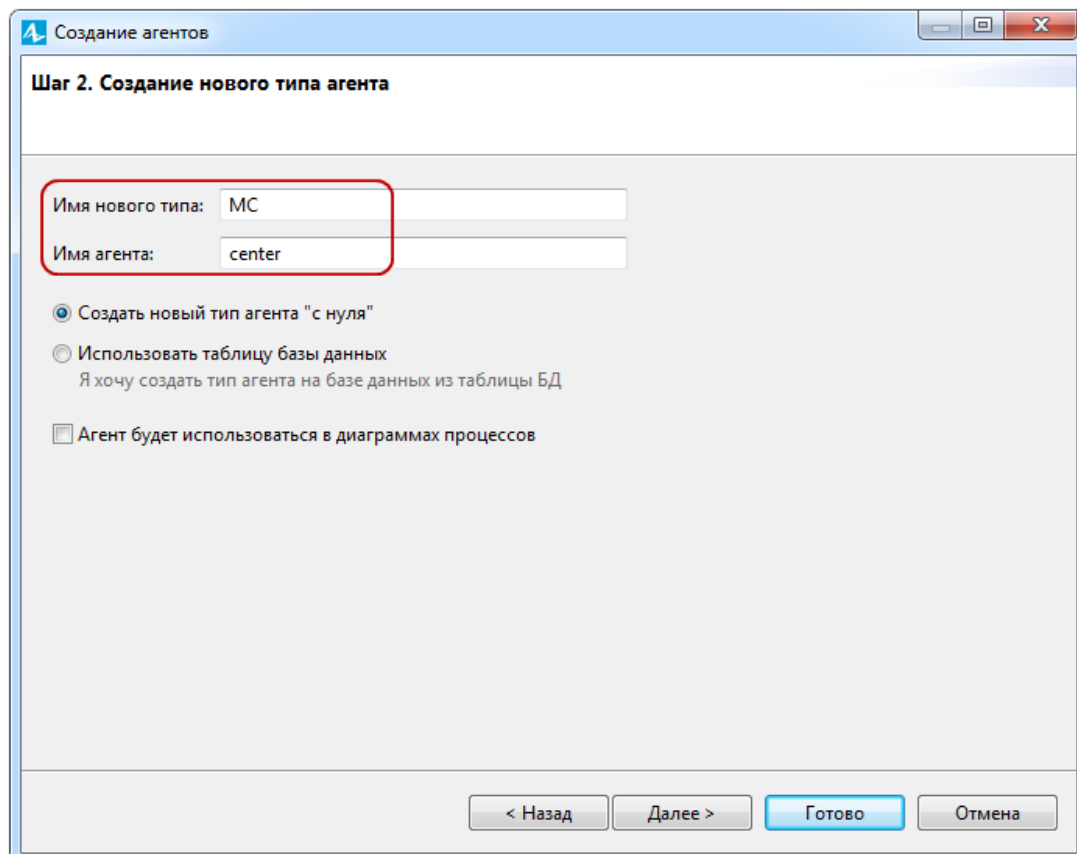 Создание агентов
Шаг 2. Создание нового типа агента
Имя нового типа: MC
Имя агента: center
Создать новый тип агента "с нуля"
Использовать таблицу базы данных
Я хочу создать тип агента на базе данных из таблицы БД
Агент будет использоваться в диаграммах процессов
< Назад Далее > Готово Отмена